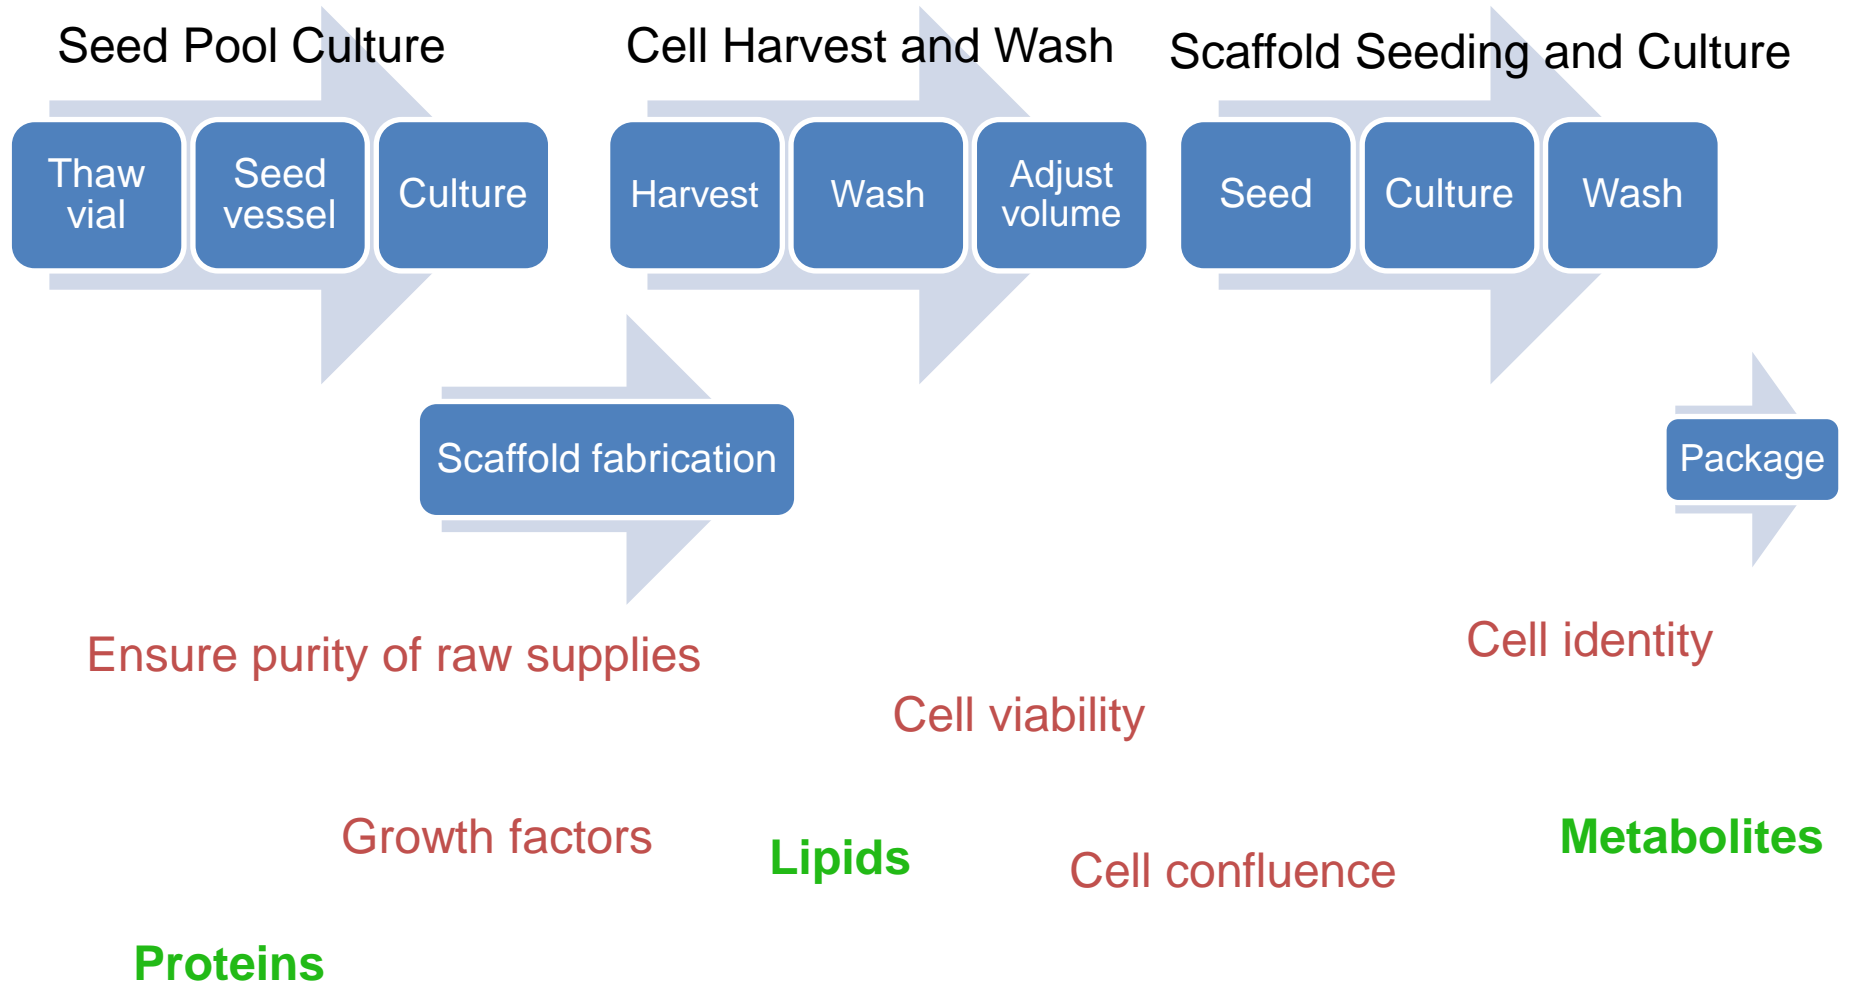 Seed Pool Culture
Thaw
vial
Seed
vessel
Culture
Cell Harvest and Wash
Harvest
Wash
Adjust
volume
Scaffold Seeding and Culture
Seed
Culture
Wash
Scaffold fabrication
Package
Ensure purity of raw supplies
Cell identity
Cell viability
Growth factors
Lipids
Cell confluence
Metabolites
Proteins